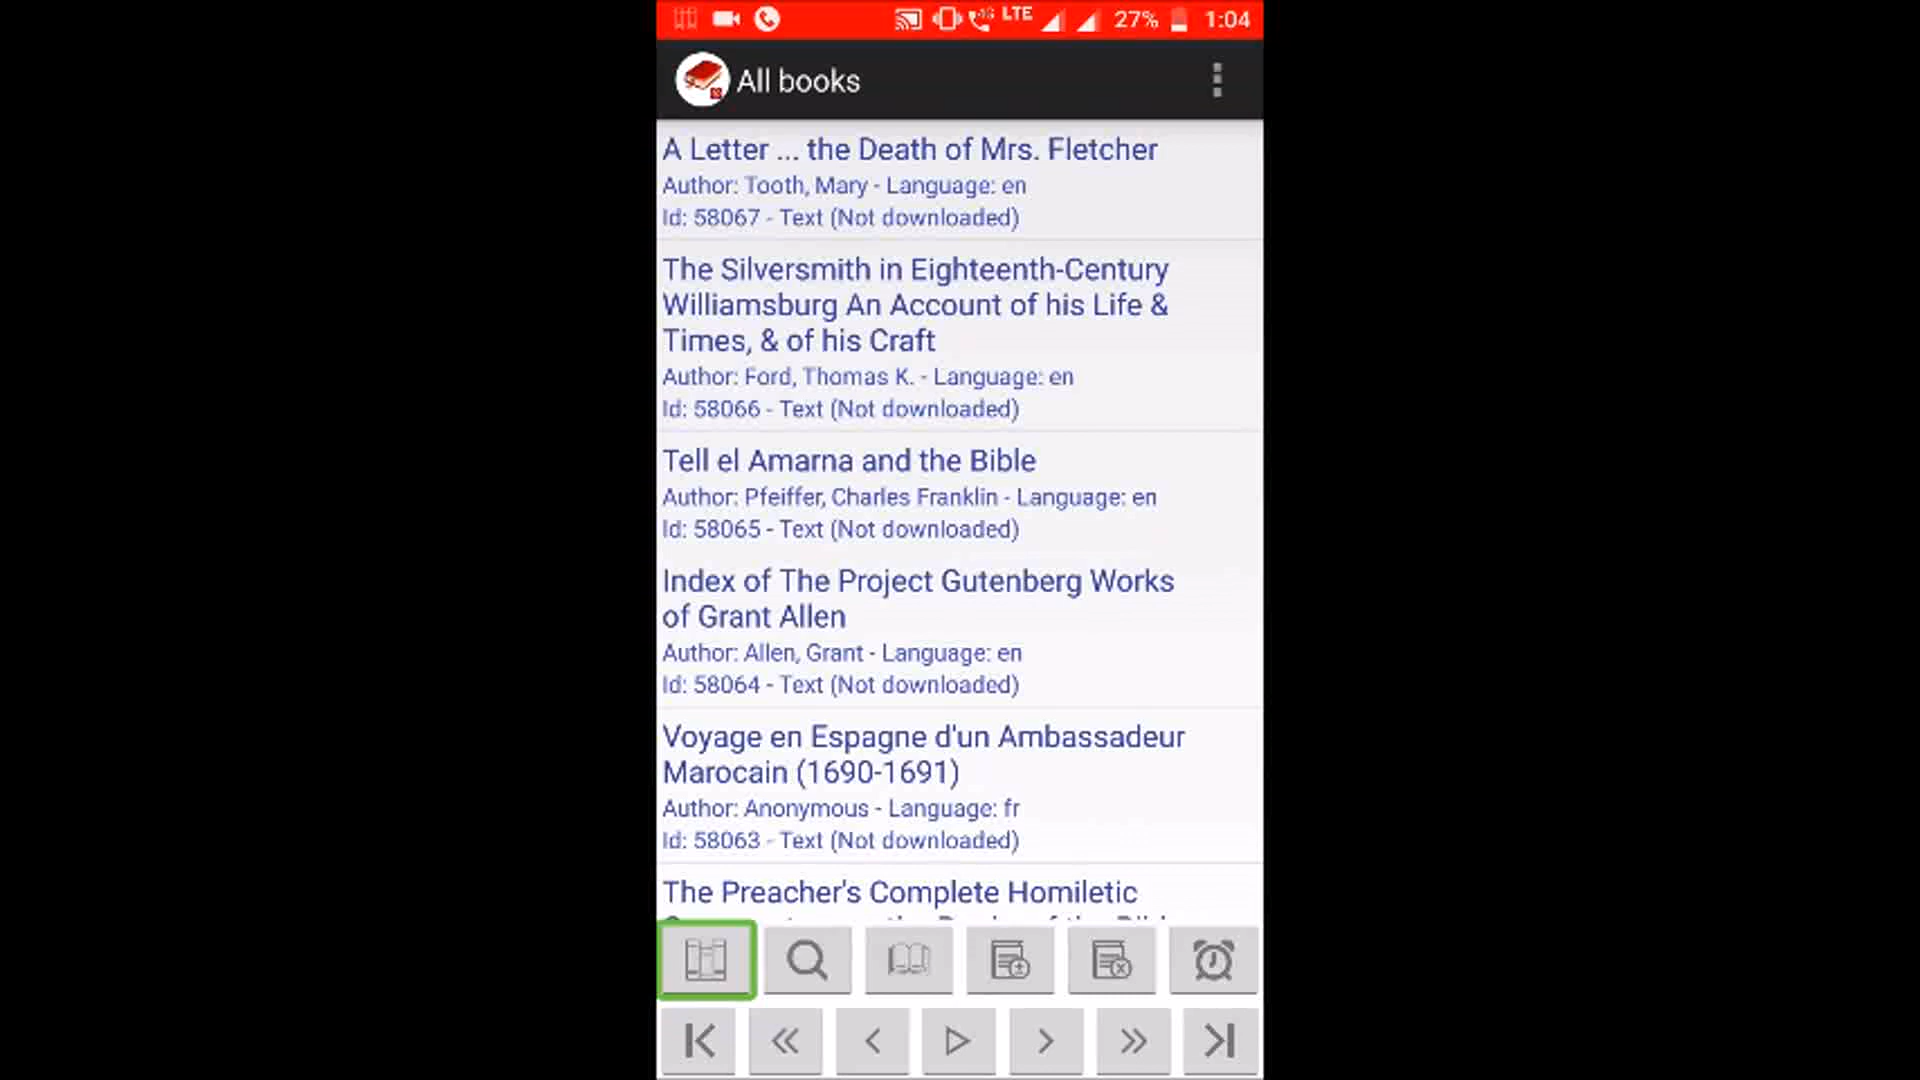 LTE 27% 1:04
All books
A Letter ... the Death of Mrs. Fletcher
Author: Tooth, Mary - Language: en
Id: 58067 - Text (Not downloaded)
The Silversmith in Eighteenth-Century
Williamsburg An Account of his Life &
Times, & of his Craft
Author: Ford, Thomas K. - Language: en
Id: 58066 - Text (Not downloaded)
Tell el Amarna and the Bible
Author: Pfeiffer, Charles Franklin - Language: en
Id: 58065 - Text (Not downloaded)
Index of The Project Gutenberg Works
of Grant Allen
Author: Allen, Grant - Language: en
Id: 58064 - Text (Not downloaded)
Voyage en Espagne d'un Ambassadeur
Marocain (1690-1691)
Author: Anonymous - Language: fr
Id: 58063 - Text (Not downloaded)
The Preacher's Complete Homiletic